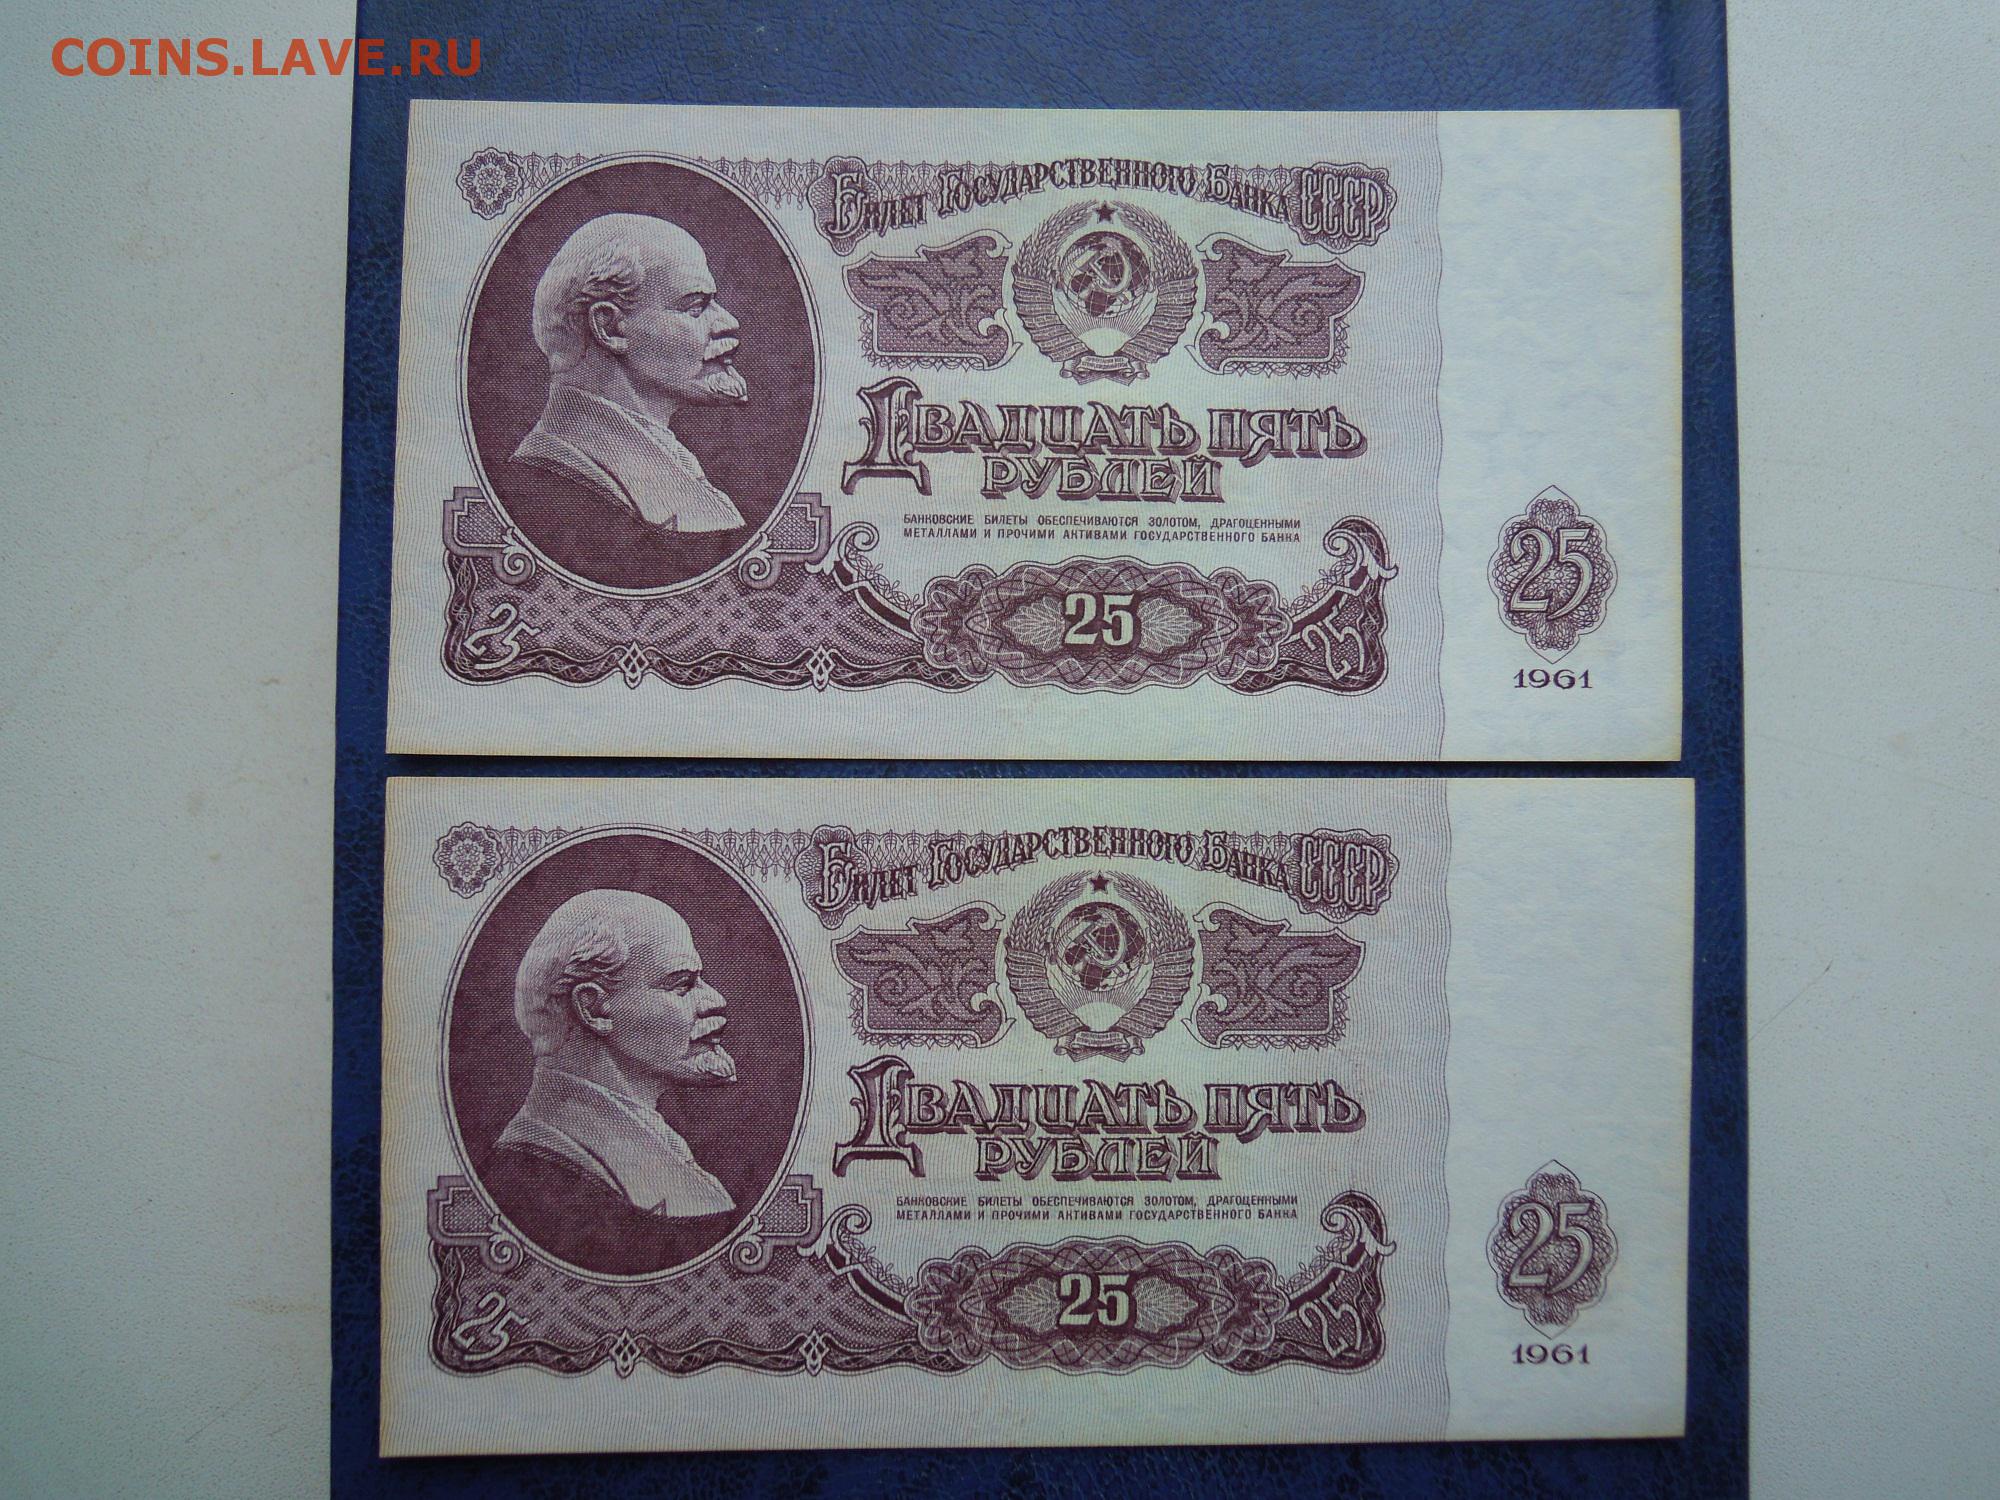 COINS.LAVE.RU
БИЛЕТ ГОСУДАРСТВЕННОГО БАНКА СССР
ДВАДЦАТЬ ПЯТЬ
РУБЛЕЙ
БАНКОВСКИЕ БИЛЕТЫ ОБЕСПЕЧИВАЮТСЯ ЗОЛОТОМ, ДРАГОЦЕННЫМИ
МЕТАЛЛАМИ И ПРОЧИМИ АКТИВАМИ ГОСУДАРСТВЕННОГО БАНКА
25
25
25
25
1961
БИЛЕТ ГОСУДАРСТВЕННОГО БАНКА СССР
ДВАДЦАТЬ ПЯТЬ
РУБЛЕЙ
БАНКОВСКИЕ БИЛЕТЫ ОБЕСПЕЧИВАЮТСЯ ЗОЛОТОМ, ДРАГОЦЕННЫМИ
МЕТАЛЛАМИ И ПРОЧИМИ АКТИВАМИ ГОСУДАРСТВЕННОГО БАНКА
25
25
25
25
1961